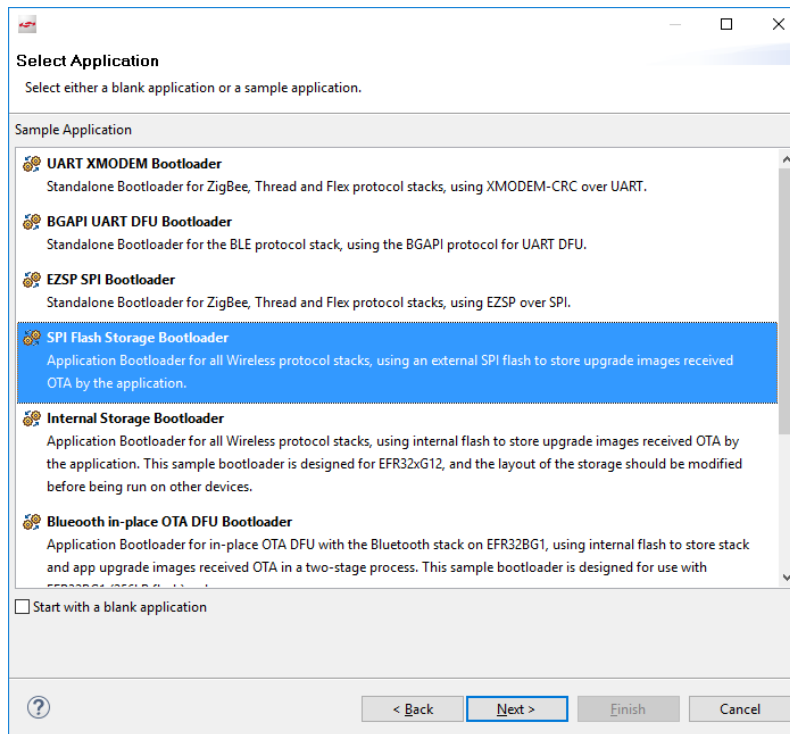 Select Application
Select either a blank application or a sample application.
Sample Application
UART XMODEM Bootloader
Standalone Bootloader for ZigBee, Thread and Flex protocol stacks, using XMODEM-CRC over UART.
BGAPI UART DFU Bootloader
Standalone Bootloader for the BLE protocol stack, using the BGAPI protocol for UART DFU.
EZSP SPI Bootloader
Standalone Bootloader for ZigBee, Thread and Flex protocol stacks, using EZSP over SPI.
SPI Flash Storage Bootloader
Application Bootloader for all Wireless protocol stacks, using an external SPI flash to store upgrade images received
OTA by the application.
Internal Storage Bootloader
Application Bootloader for all Wireless protocol stacks, using internal flash to store upgrade images received OTA by
the application. This sample bootloader is designed for EFR32xG12, and the layout of the storage should be modified
before being run on other devices.
Blueooth in-place OTA DFU Bootloader
Application Bootloader for in-place OTA DFU with the Bluetooth stack on EFR32BG1, using internal flash to store stack
and app upgrade images received OTA in a two-stage process. This sample bootloader is designed for use with
Start with a blank application
?
< Back
Next >
Finish
Cancel